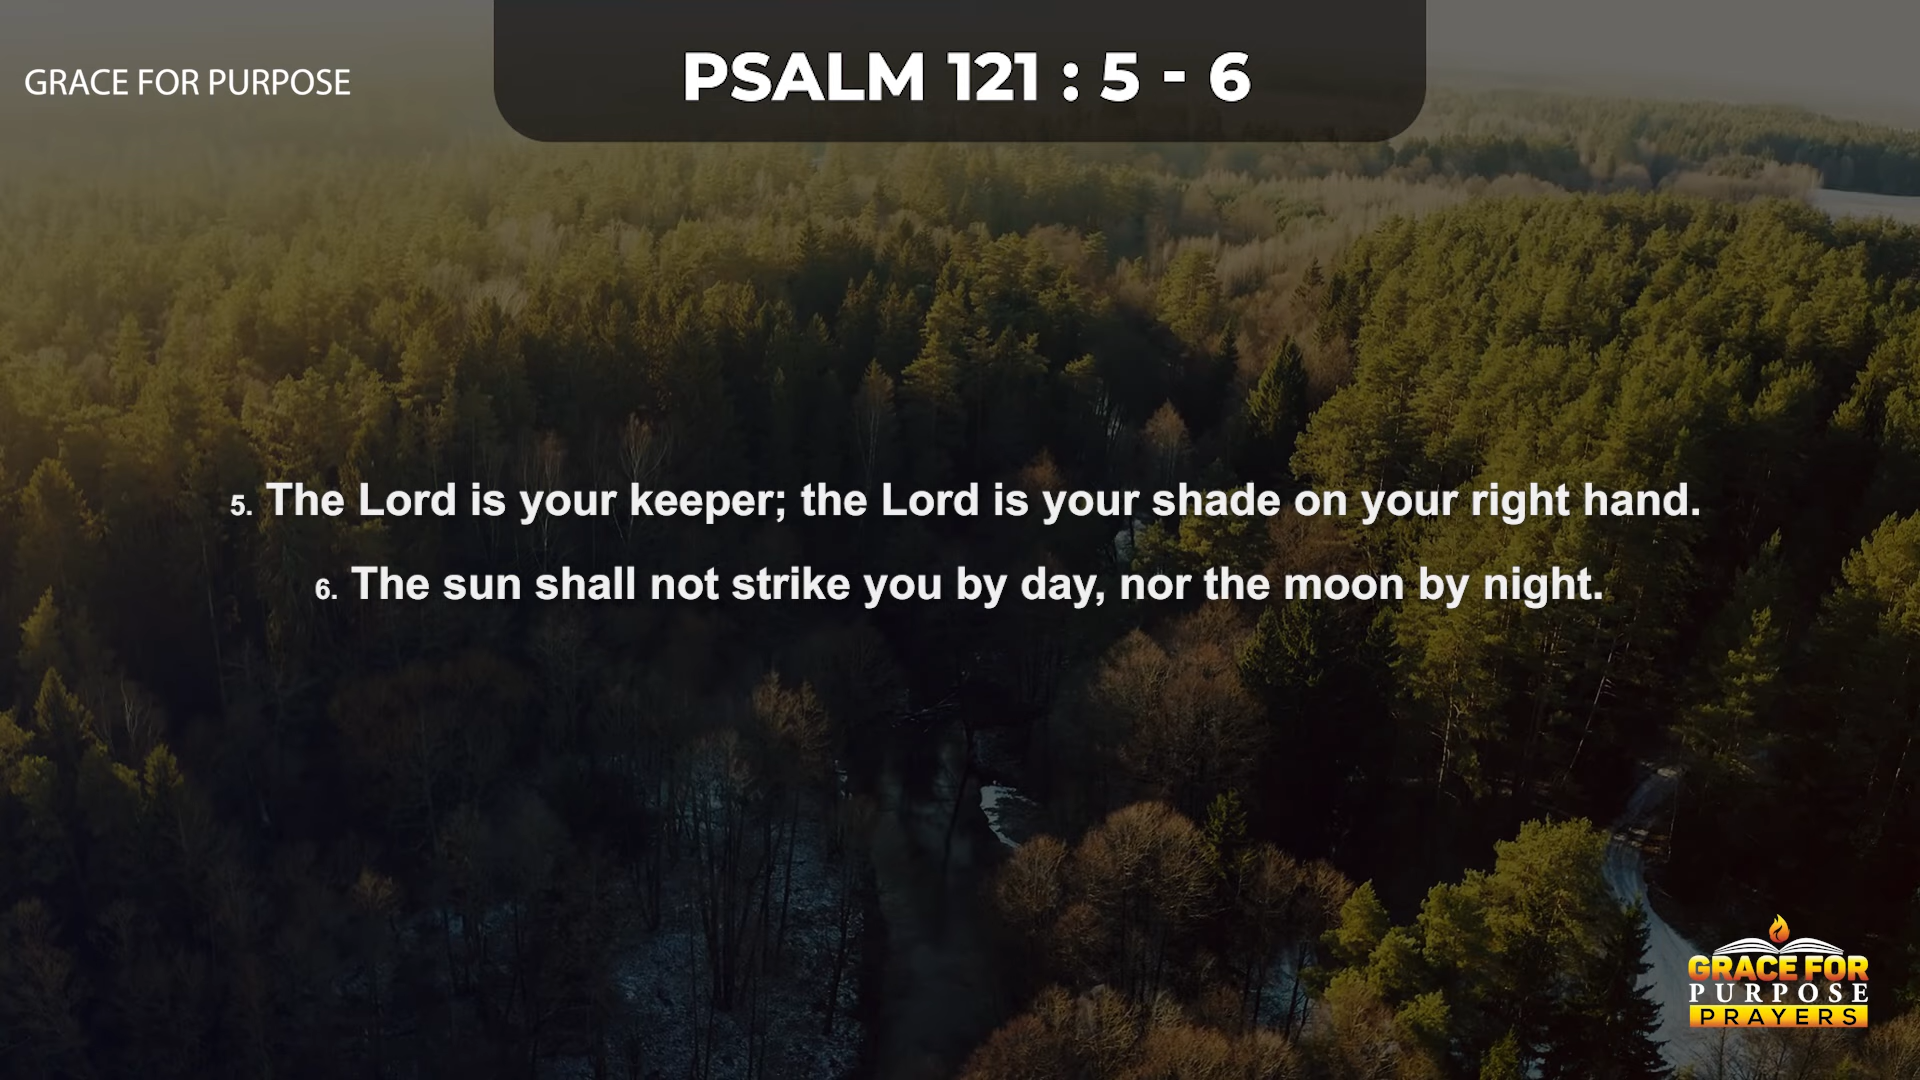 GRACE FOR PURPOSE
PSALM 121 : 5 - 6
5. The Lord is your keeper; the Lord is your shade on your right hand.
6. The sun shall not strike you by day, nor the moon by night.
GRACE FOR
PURPOSE
PRAYERS